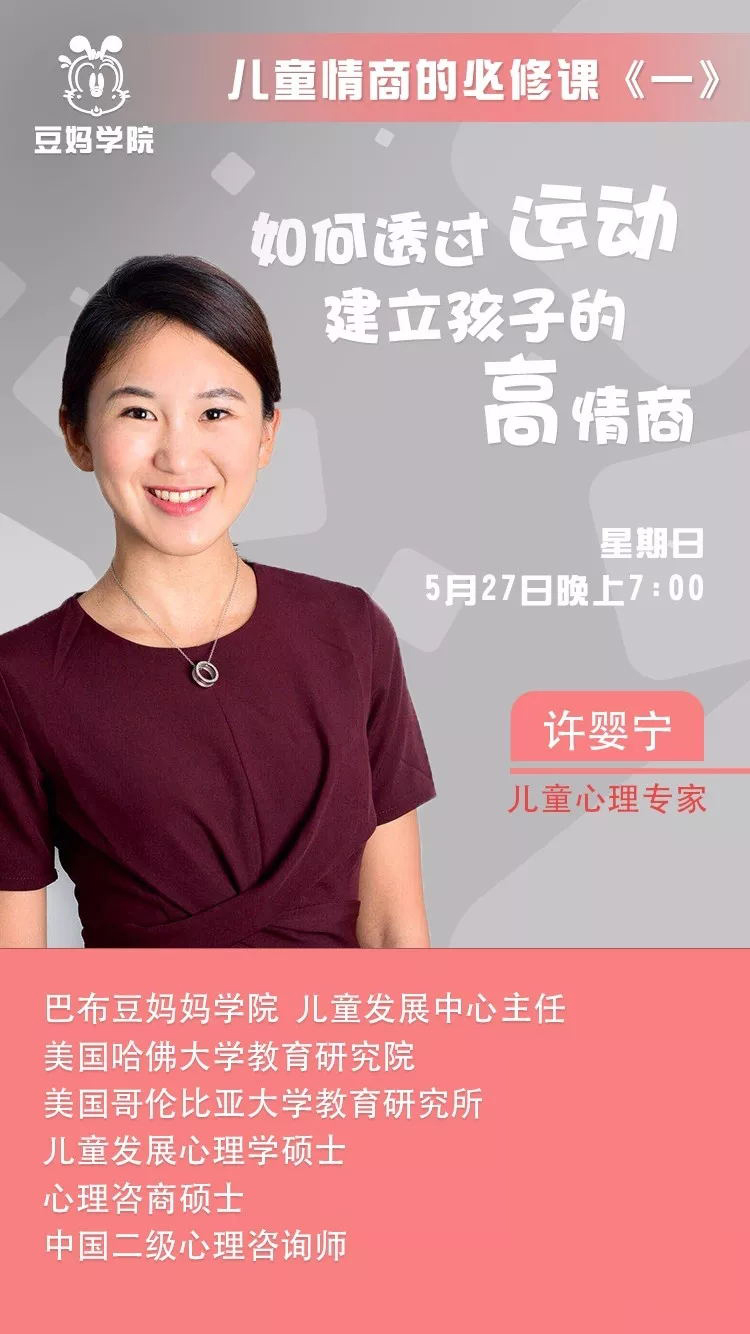 豆妈学院
儿童情商的必修课《一》
如何透过运动
建立孩子的
高情商
星期日
5月27日晚上7:00
许婴宁
儿童心理专家
巴布豆妈妈学院 儿童发展中心主任
美国哈佛大学教育研究院
美国哥伦比亚大学教育研究所
儿童发展心理学硕士
心理咨商硕士
中国二级心理咨询师